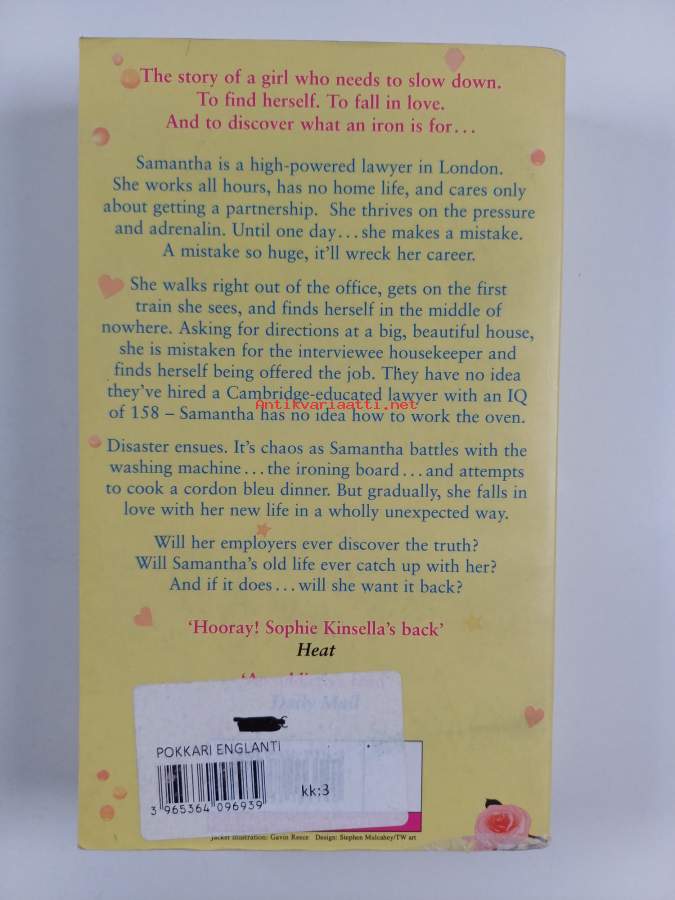 The story of a girl who needs to slow down.
To find herself. To fall in love.
And to discover what an iron is for...
Samantha is a high-powered lawyer in London.
She works all hours, has no home life, and cares only
about getting a partnership. She thrives on the pressure
and adrenalin. Until one day...she makes a mistake.
A mistake so huge, it'll wreck her career.
She walks right out of the office, gets on the first
train she sees, and finds herself in the middle of
nowhere. Asking for directions at a big, beautiful house,
she is mistaken for the interviewee housekeeper and
finds herself being offered the job. They have no idea
they've hired a Cambridge-educated lawyer with an IQ
Antikvariaatti.net
of 158 – Samantha has no idea how to work the oven.
Disaster ensues. It's chaos as Samantha battles with the
washing machine...the ironing board...and attempts
to cook a cordon bleu dinner. But gradually, she falls in
love with her new life in a wholly unexpected way.
Will her employers ever discover the truth?
Will Samantha's old life ever catch up with her?
And if it does...will she want it back?
'Hooray! Sophie Kinsella's back'
Heat
Daily Mail
POKKARI ENGLANTI
3 965364 096939
kk:3
Jacket illustration: Gavin Reece Design: Stephen Mulcahey/TW art